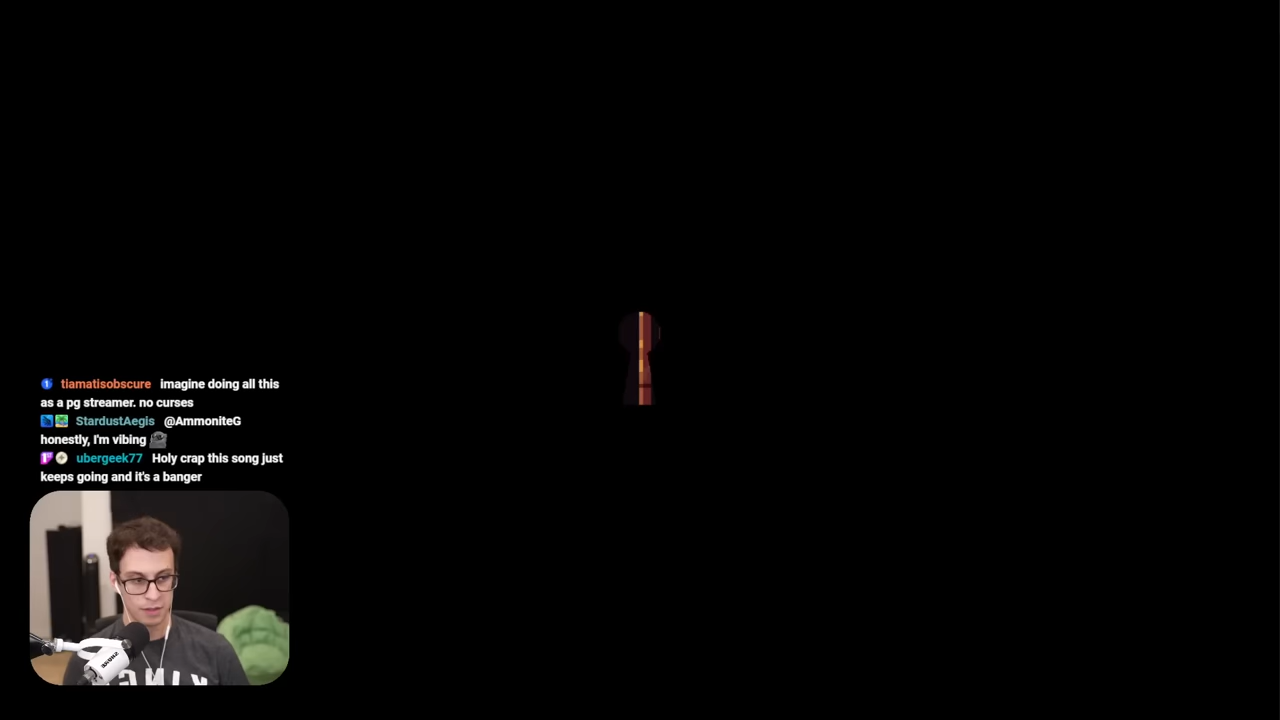 tiamatisobscure imagine doing all this
as a pg streamer. no curses
StardustAegis @AmmoniteG
honestly, I'm vibing
ubergeek77 Holy crap this song just
keeps going and it's a banger